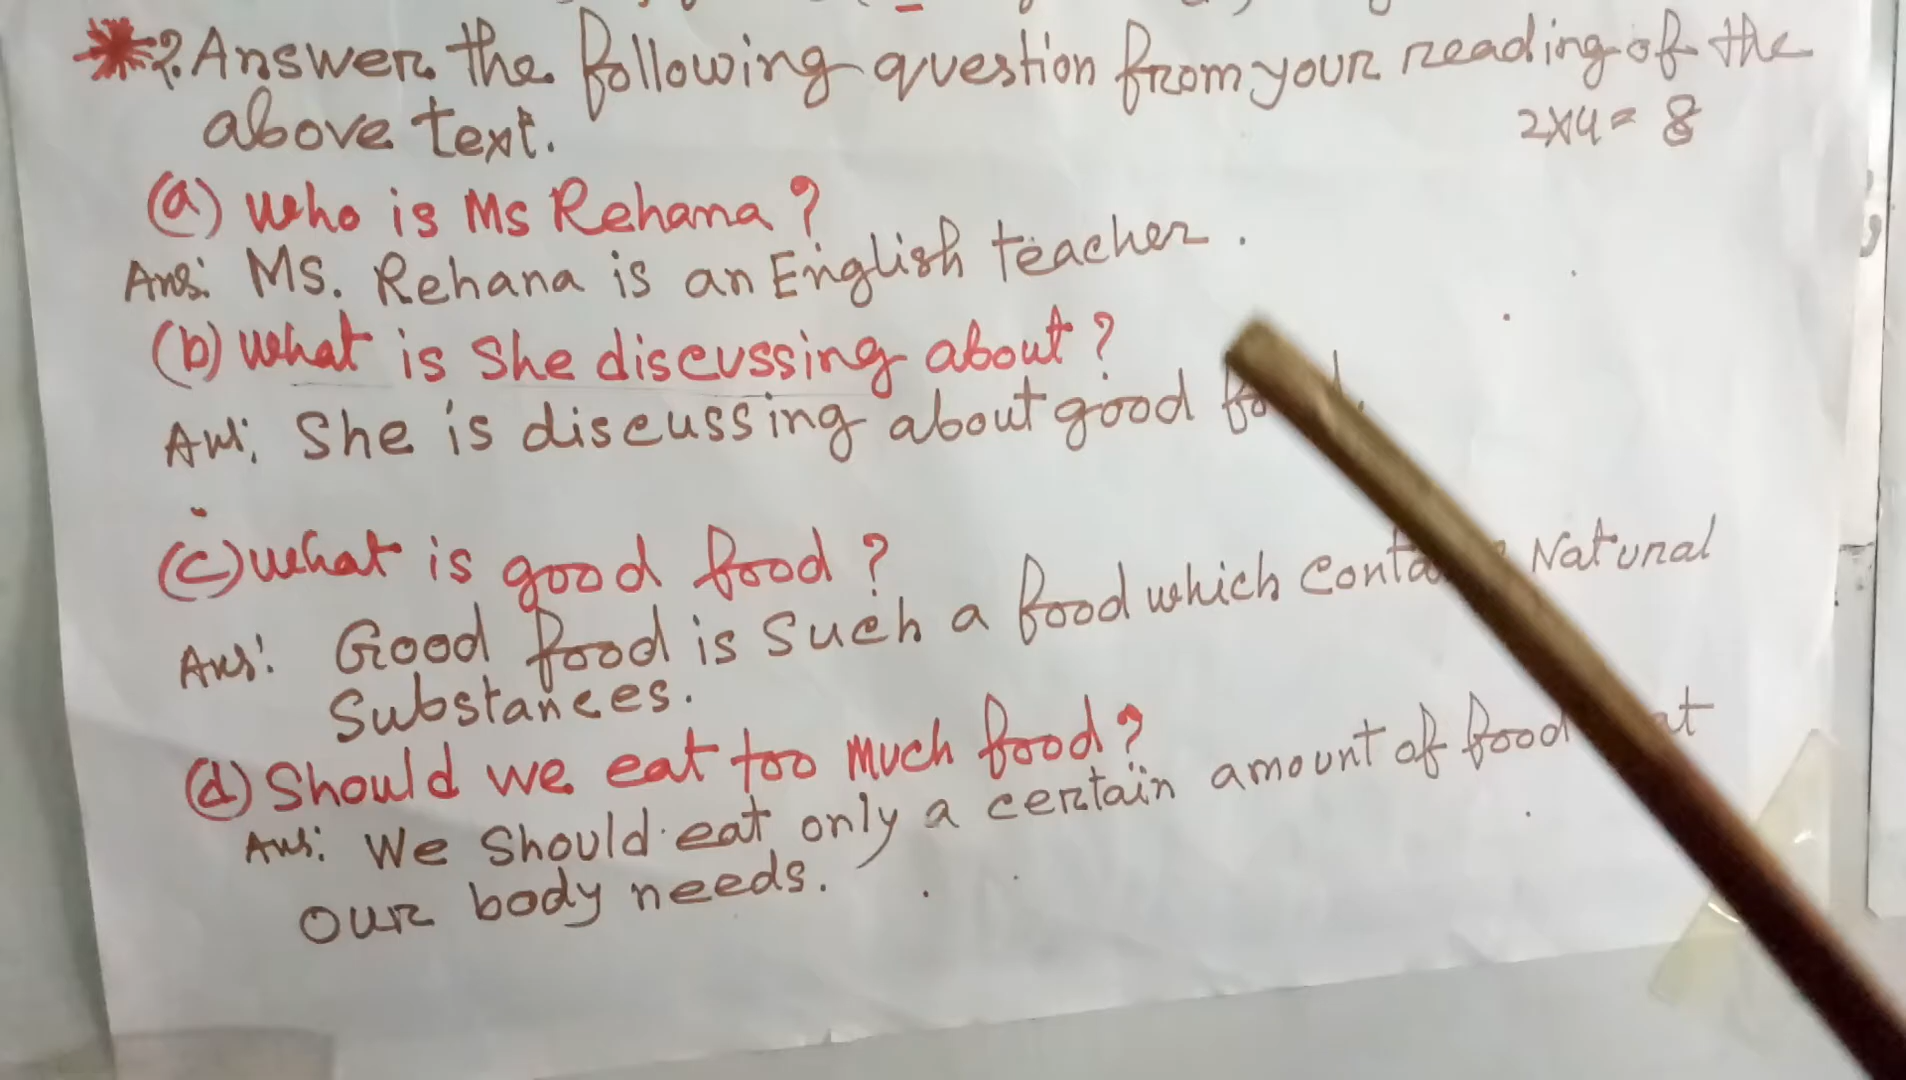 2. Answer the following question from your reading of the
above text.
2x4= 8
(a) Who is Ms Rehana?
Ans: Ms. Rehana is an English teacher.
(b) What is She discussing about?
Ans: She is discussing about good
(c) What is good food?
Ans: Good food is Such a food which Natural
Substances.
(d) Should we eat too Much food?
Ans: We Should eat only a certain amount of food
our body needs.